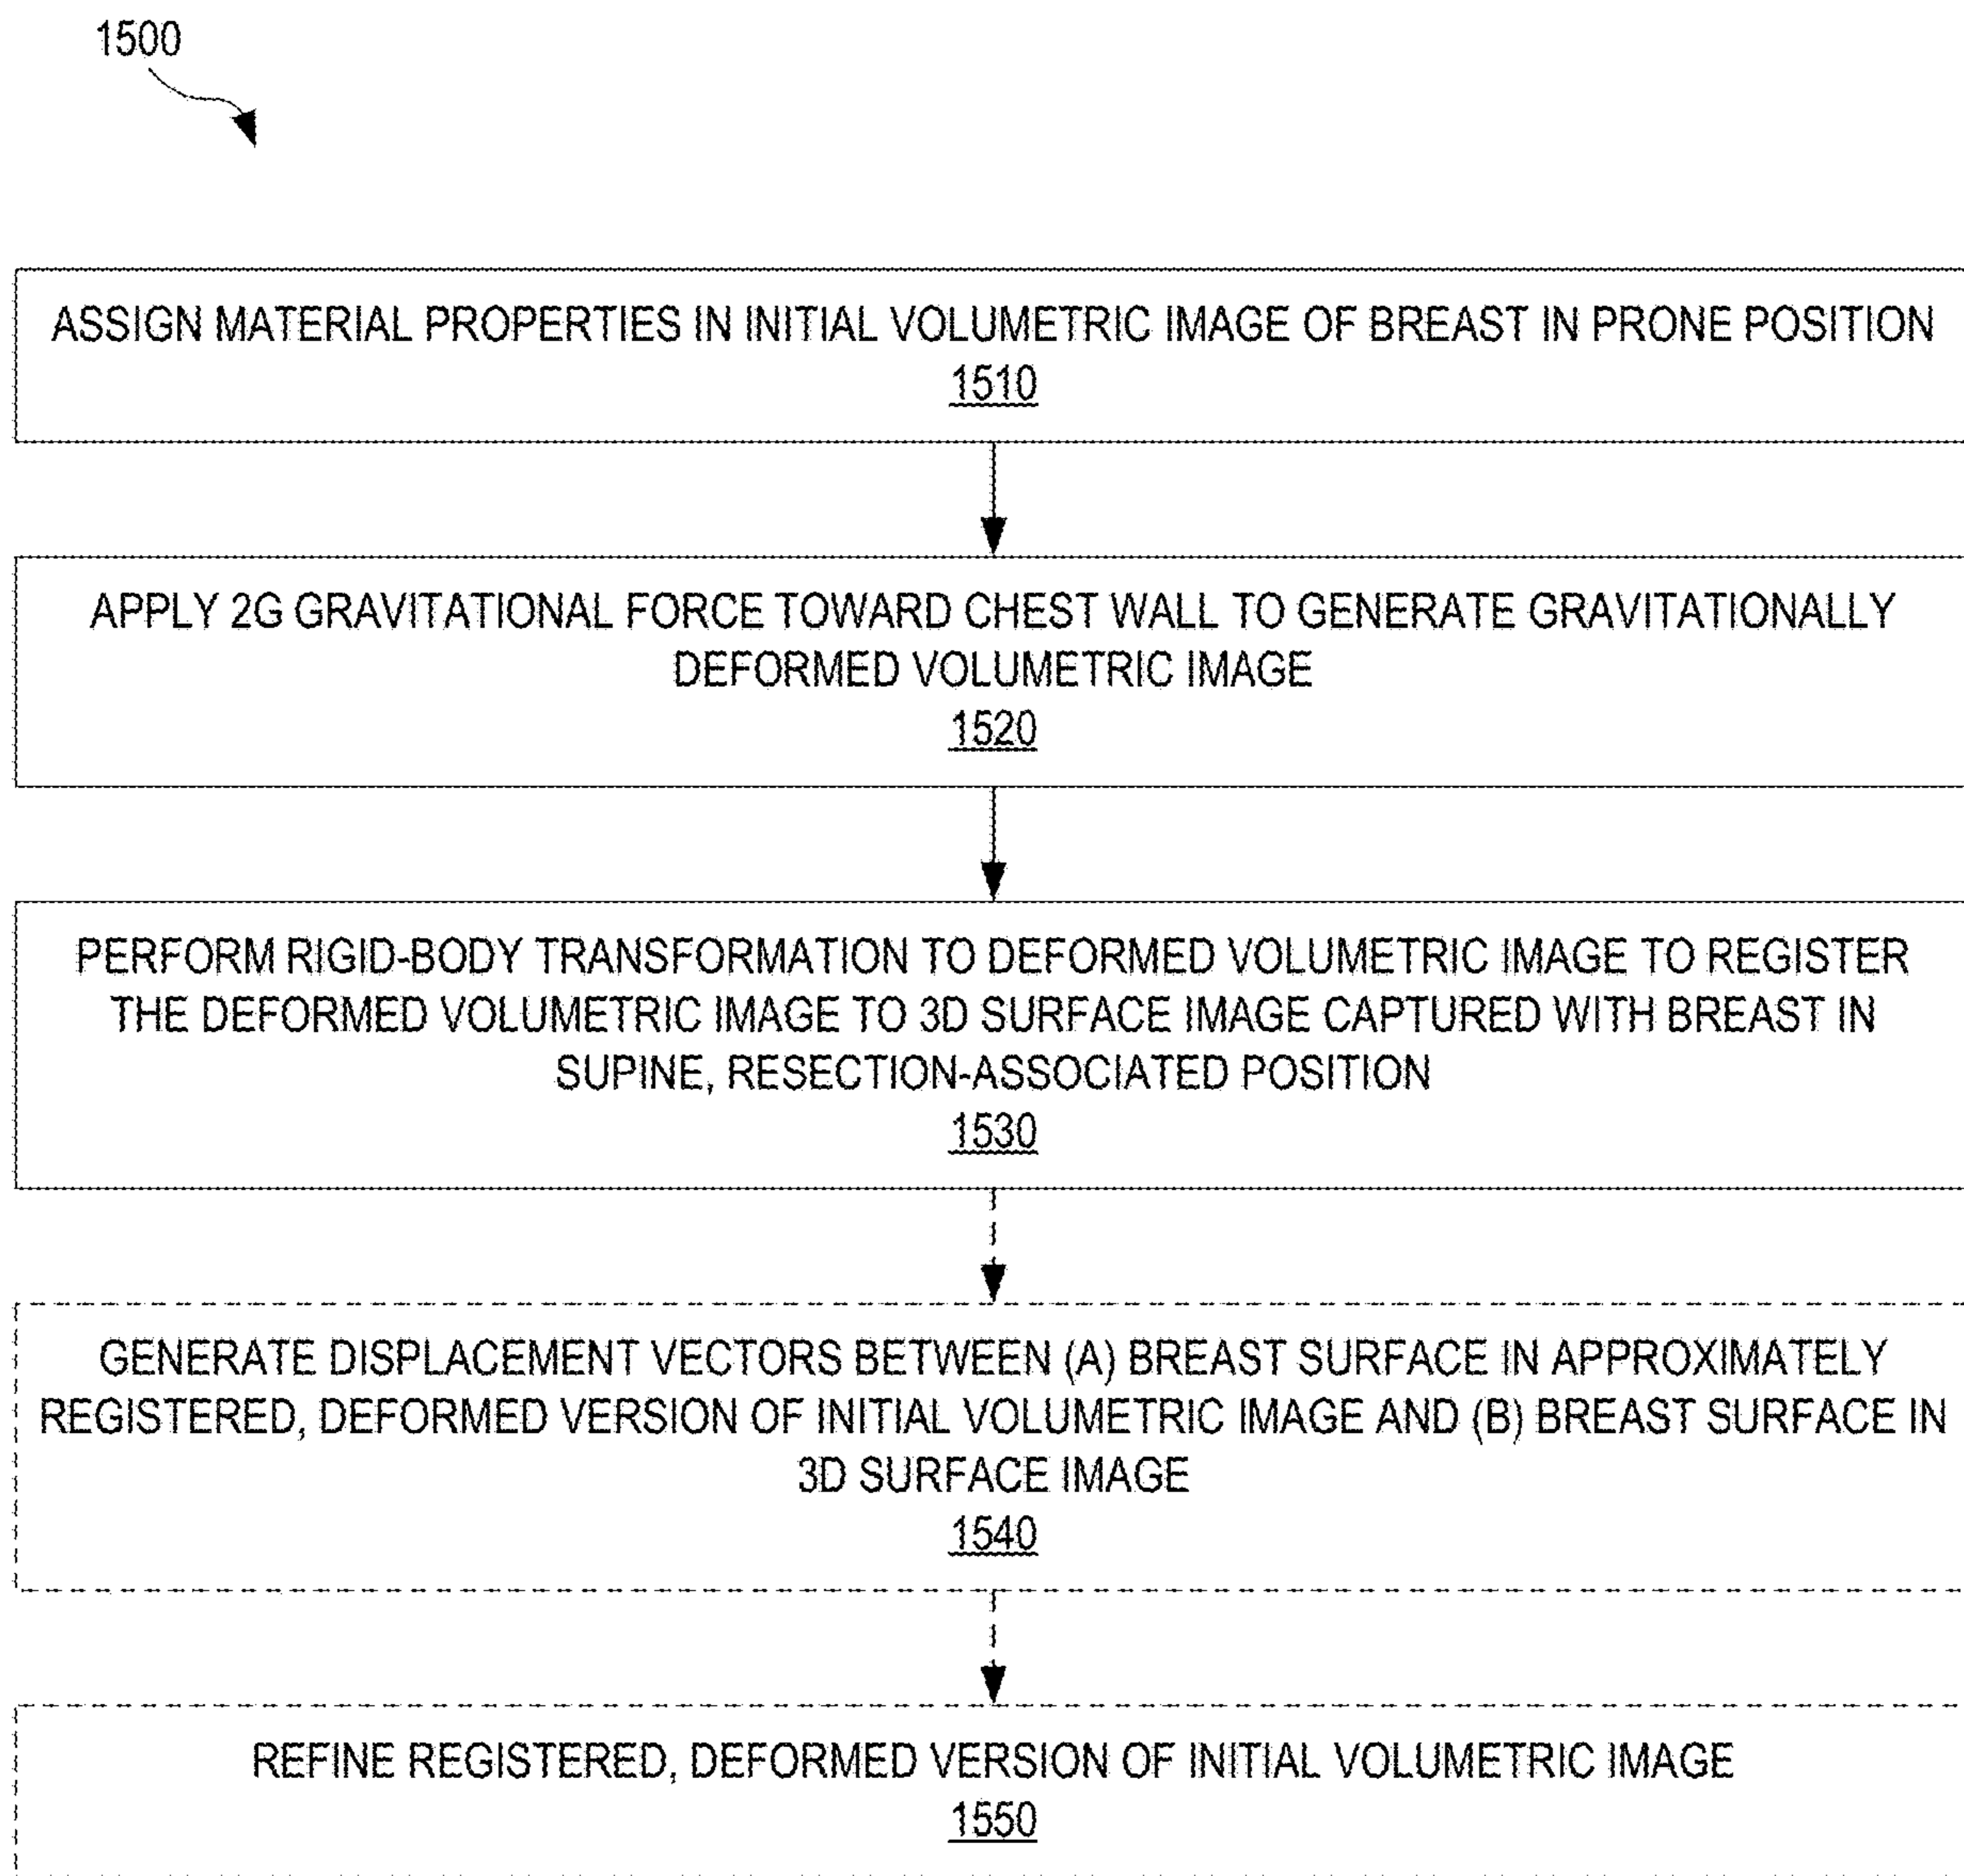 1500
ASSIGN MATERIAL PROPERTIES IN INITIAL VOLUMETRIC IMAGE OF BREAST IN PRONE POSITION
1510
APPLY 2G GRAVITATIONAL FORCE TOWARD CHEST WALL TO GENERATE GRAVITATIONALLY
DEFORMED VOLUMETRIC IMAGE
1520
PERFORM RIGID-BODY TRANSFORMATION TO DEFORMED VOLUMETRIC IMAGE TO REGISTER
THE DEFORMED VOLUMETRIC IMAGE TO 3D SURFACE IMAGE CAPTURED WITH BREAST IN
SUPINE, RESECTION-ASSOCIATED POSITION
1530
GENERATE DISPLACEMENT VECTORS BETWEEN (A) BREAST SURFACE IN APPROXIMATELY
REGISTERED, DEFORMED VERSION OF INITIAL VOLUMETRIC IMAGE AND (B) BREAST SURFACE IN
3D SURFACE IMAGE
1540
REFINE REGISTERED, DEFORMED VERSION OF INITIAL VOLUMETRIC IMAGE
1550